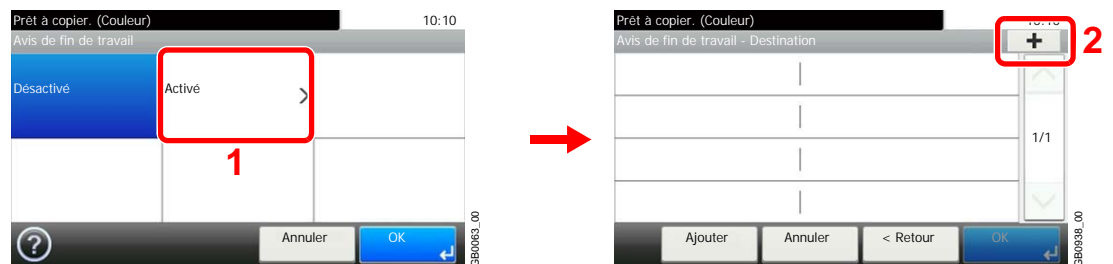 Prêt à copier. (Couleur) 10:10
Avis de fin de travail
Désactivé Activé
1
Annuler OK
GB0063_00
Prêt à copier. (Couleur)
Avis de fin de travail - Destination
+ 2
1/1
Ajouter Annuler < Retour OK
GB0938_00